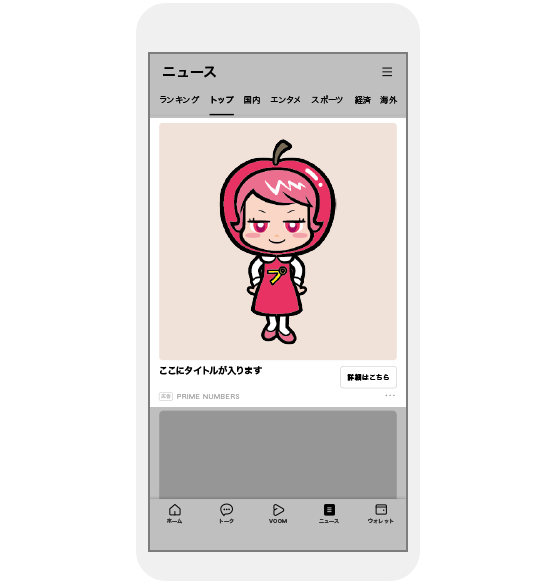 ニュース
ランキング トップ 国内 エンタメ スポーツ 経済 海外
ここにタイトルが入ります
詳細はこちら
広告 PRIME NUMBERS
ホーム トーク VOOM ニュース ウォレット